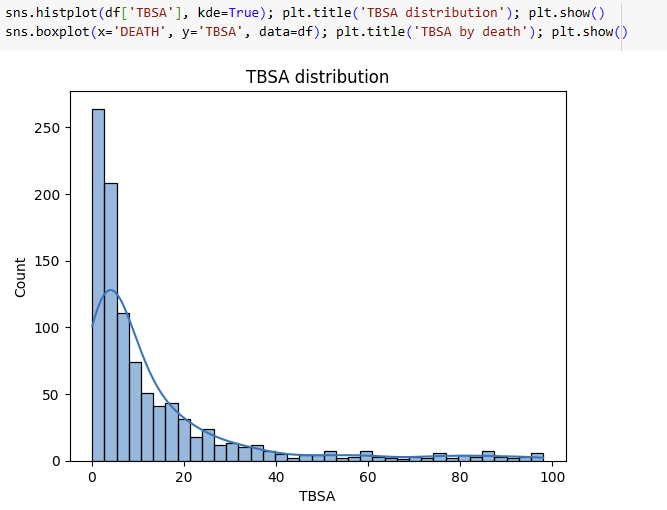 sns.histplot(df['TBSA'], kde=True); plt.title('TBSA distribution'); plt.show()
sns.boxplot(x='DEATH', y='TBSA', data=df); plt.title('TBSA by death'); plt.show()
TBSA distribution
250
200
150
100
50
0
Count
0 20 40 60 80 100
TBSA